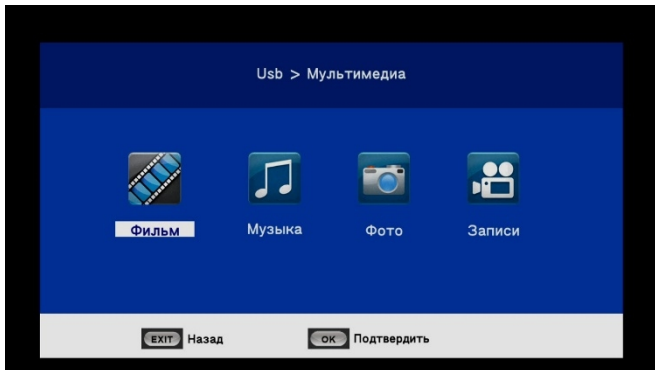 Usb > Мультимедиа
Фильм Музыка Фото Записи
EXIT Назад OK Подтвердить